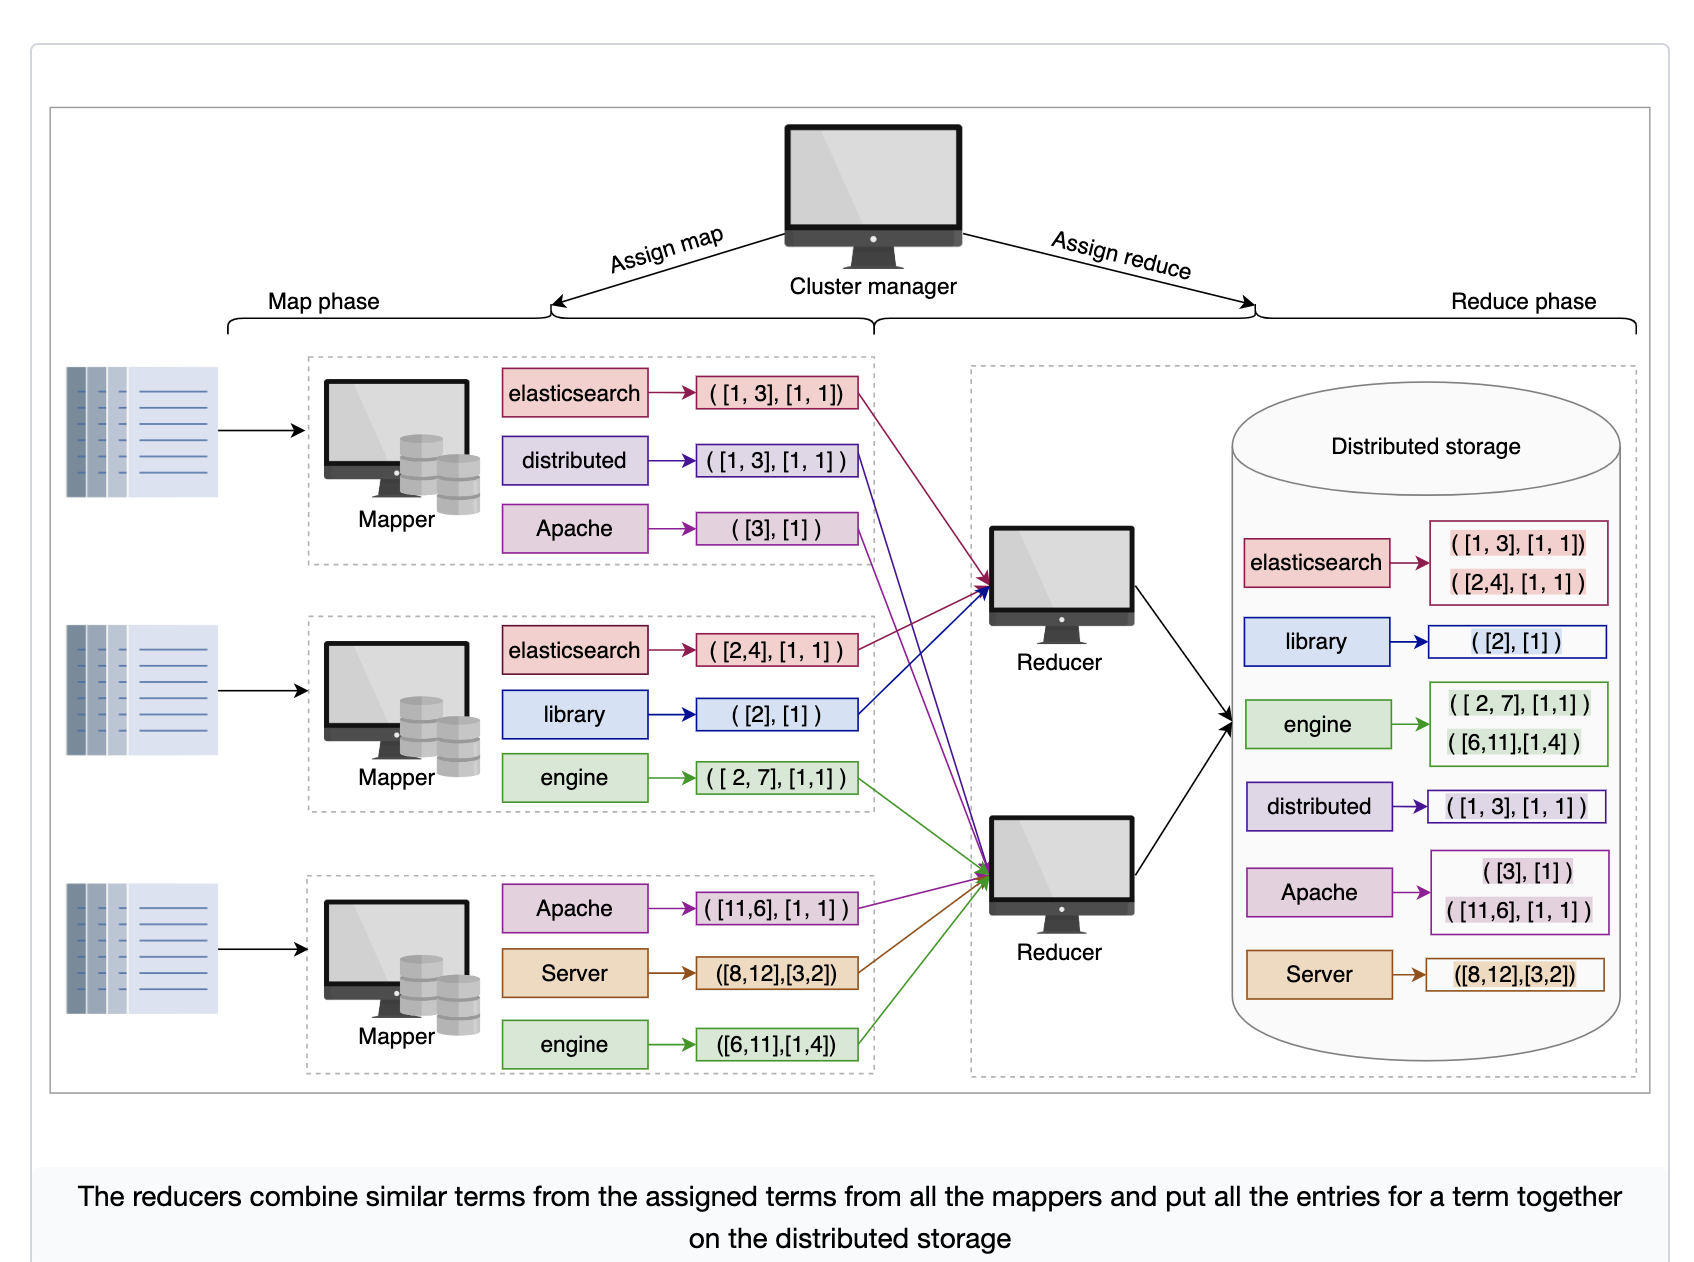 Assign map
Assign reduce
Cluster manager
Map phase
Reduce phase
elasticsearch
( [1, 3], [1, 1])
distributed
( [1, 3], [1, 1] )
Apache
( [3], [1] )
Mapper
elasticsearch
( [2,4], [1, 1] )
library
( [2], [1] )
engine
( [ 2, 7], [1,1] )
Mapper
Apache
( [11,6], [1, 1] )
Server
([8,12],[3,2])
engine
([6,11],[1,4])
Mapper
Reducer
Reducer
Distributed storage
elasticsearch
( [1, 3], [1, 1])
( [2,4], [1, 1] )
library
( [2], [1] )
engine
( [ 2, 7], [1,1] )
( [6,11],[1,4] )
distributed
( [1, 3], [1, 1] )
Apache
( [3], [1] )
( [11,6], [1, 1] )
Server
([8,12],[3,2])
The reducers combine similar terms from the assigned terms from all the mappers and put all the entries for a term together
on the distributed storage